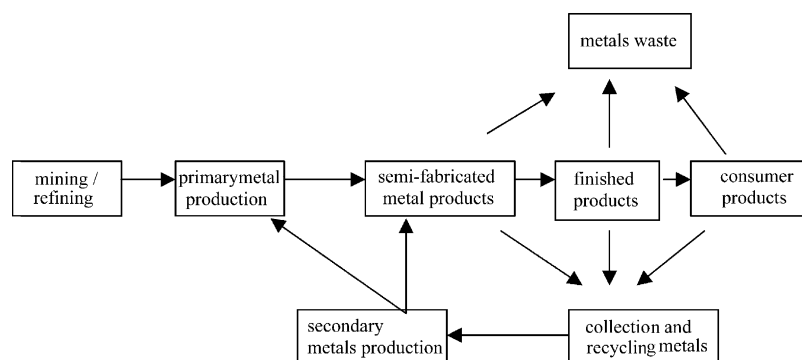 metals waste
mining /
refining
primarymetal
production
semi-fabricated
metal products
finished
products
consumer
products
secondary
metals production
collection and
recycling metals